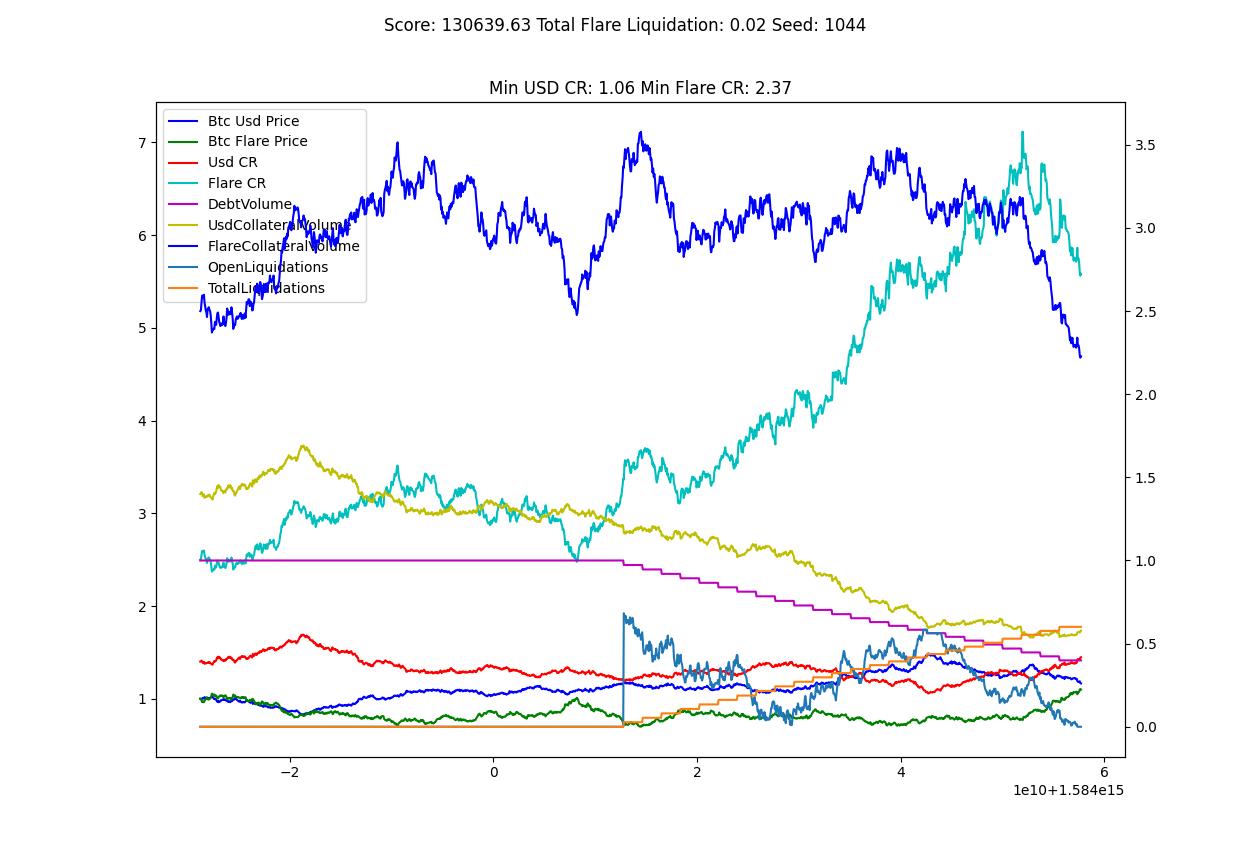 Score: 130639.63 Total Flare Liquidation: 0.02 Seed: 1044
Min USD CR: 1.06 Min Flare CR: 2.37
Btc Usd Price
Btc Flare Price
Usd CR
Flare CR
DebtVolume
UsdCollateralVolume
FlareCollateralVolume
OpenLiquidations
TotalLiquidations
7
6
5
4
3
2
1
3.5
3.0
2.5
2.0
1.5
1.0
0.5
0.0
−2 0 2 4 6
1e10+1.584e15